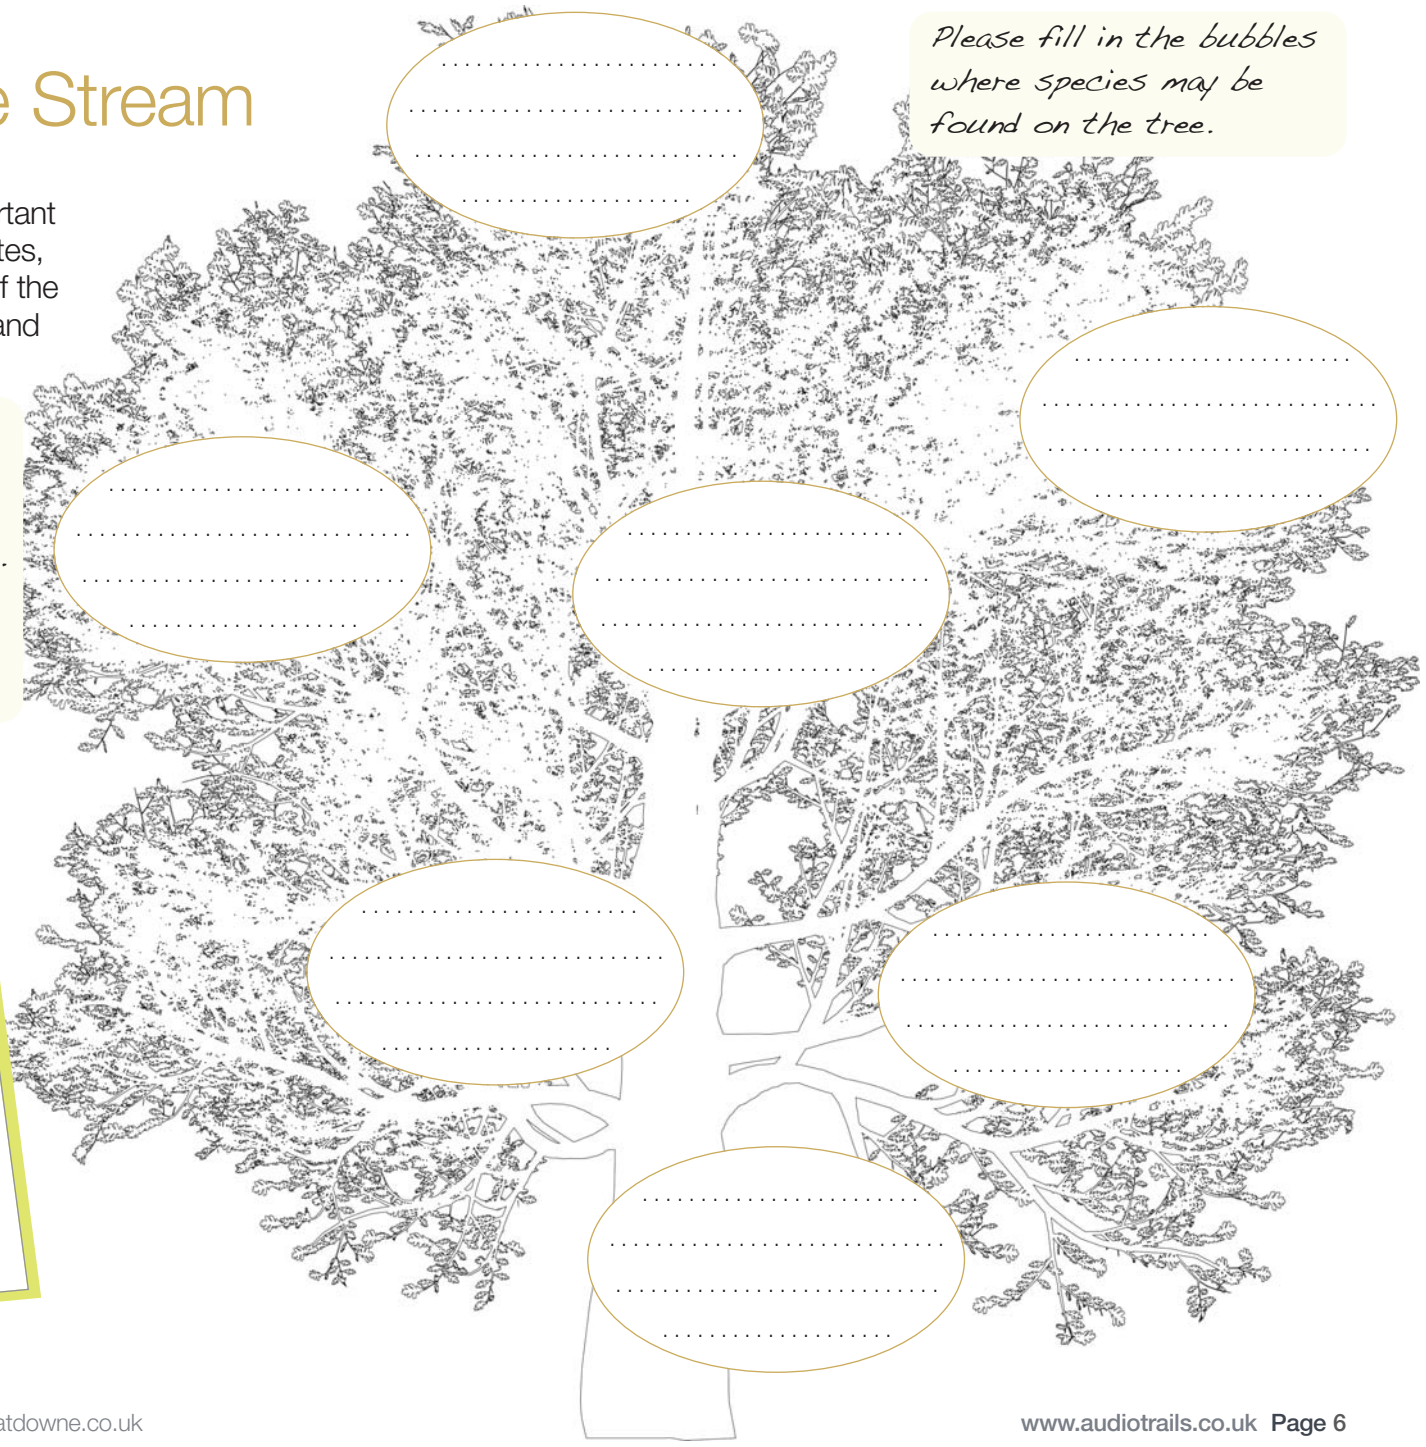 e Stream
Please fill in the bubbles
where species may be
found on the tree.
rtant
tes,
f the
and
atdowne.co.uk
www.audiotrails.co.uk Page 6